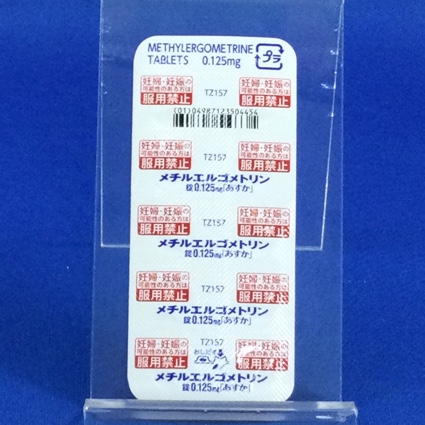 METHYLERGOMETRINE
TABLETS 0.125mg
プラ
妊婦・妊娠の
可能性のある方は
服用禁止
TZ157
妊婦・妊娠の
可能性のある方は
服用禁止
(01)04987123504454
妊婦・妊娠の
可能性のある方は
服用禁止
TZ157
妊婦・妊娠の
可能性のある方は
服用禁止
メチルエルゴメトリン
錠0.125mg「あすか」
妊婦・妊娠の
可能性のある方は
服用禁止
TZ157
妊婦・妊娠の
可能性のある方は
服用禁止
メチルエルゴメトリン
錠0.125mg「あすか」
妊婦・妊娠の
可能性のある方は
服用禁止
TZ157
妊婦・妊娠の
可能性のある方は
服用禁止
メチルエルゴメトリン
錠0.125mg「あすか」
妊婦・妊娠の
可能性のある方は
服用禁止
TZ157
おしだす
妊婦・妊娠の
可能性のある方は
服用禁止
メチルエルゴメトリン
錠0.125mg「あすか」